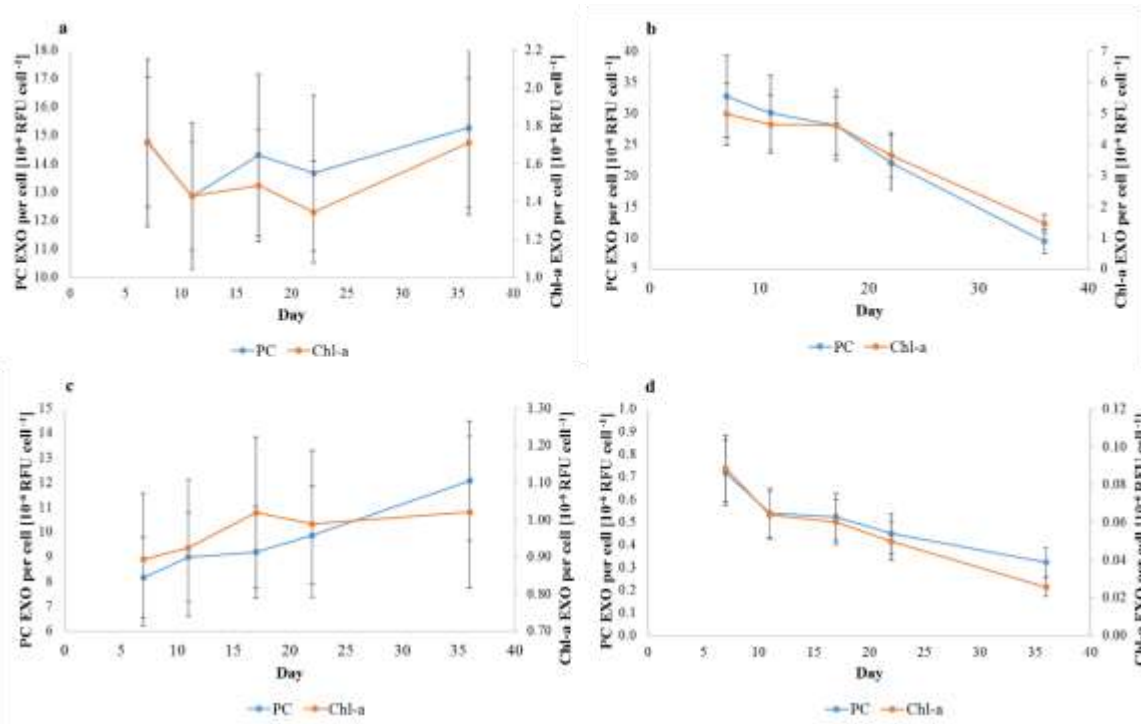 a
PC EXO per cell [10⁻⁶ RFU cell⁻¹]
18.0
17.0
16.0
15.0
14.0
13.0
12.0
11.0
10.0
2.2
2.0
1.8
1.6
1.4
1.2
1.0
Chl-a EXO per cell [10⁻⁶ RFU cell⁻¹]
0 5 10 15 20 25 30 35 40
Day
PC Chl-a
b
PC EXO per cell [10⁻⁶ RFU cell⁻¹]
40
35
30
25
20
15
10
5
7
6
5
4
3
2
1
0
Chl-a EXO per cell [10⁻⁶ RFU cell⁻¹]
0 10 20 30 40
Day
PC Chl-a
c
PC EXO per cell [10⁻⁶ RFU cell⁻¹]
15
14
13
12
11
10
9
8
7
6
1.30
1.20
1.10
1.00
0.90
0.80
0.70
Chl-a EXO per cell [10⁻⁶ RFU cell⁻¹]
0 5 10 15 20 25 30 35 40
Day
PC Chl-a
d
PC EXO per cell [10⁻⁶ RFU cell⁻¹]
1.0
0.9
0.8
0.7
0.6
0.5
0.4
0.3
0.2
0.1
0.0
0.12
0.10
0.08
0.06
0.04
0.02
0.00
Chl-a EXO per cell [10⁻⁶ RFU cell⁻¹]
0 10 20 30 40
Day
PC Chl-a